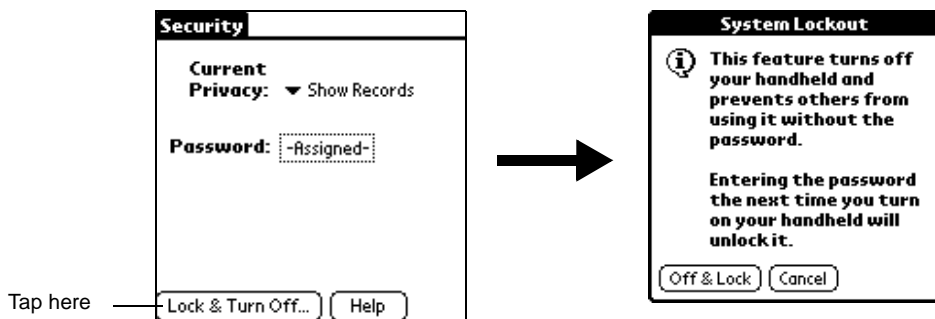 Security
Current
Privacy: Show Records
Password: -Assigned-
Tap here
Lock & Turn Off...
Help
System Lockout
This feature turns off
your handheld and
prevents others from
using it without the
password.
Entering the password
the next time you turn
on your handheld will
unlock it.
Off & Lock
Cancel